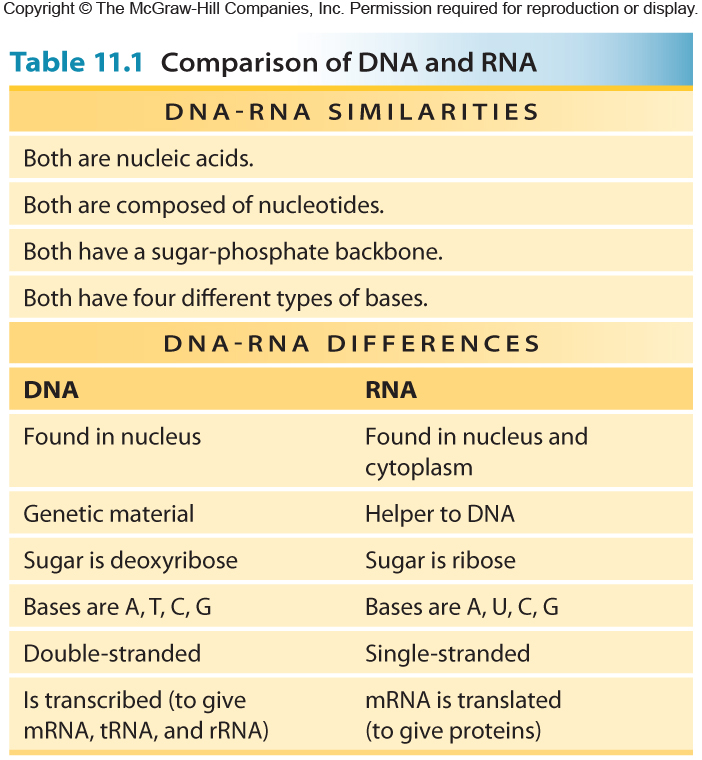 Copyright © The McGraw-Hill Companies, Inc. Permission required for reproduction or display.
Table 11.1 Comparison of DNA and RNA
DNA-RNA SIMILARITIES
Both are nucleic acids.
Both are composed of nucleotides.
Both have a sugar-phosphate backbone.
Both have four different types of bases.
DNA-RNA DIFFERENCES
DNA RNA
Found in nucleus Found in nucleus and
cytoplasm
Genetic material Helper to DNA
Sugar is deoxyribose Sugar is ribose
Bases are A, T, C, G Bases are A, U, C, G
Double-stranded Single-stranded
Is transcribed (to give mRNA is translated
mRNA, tRNA, and rRNA) (to give proteins)